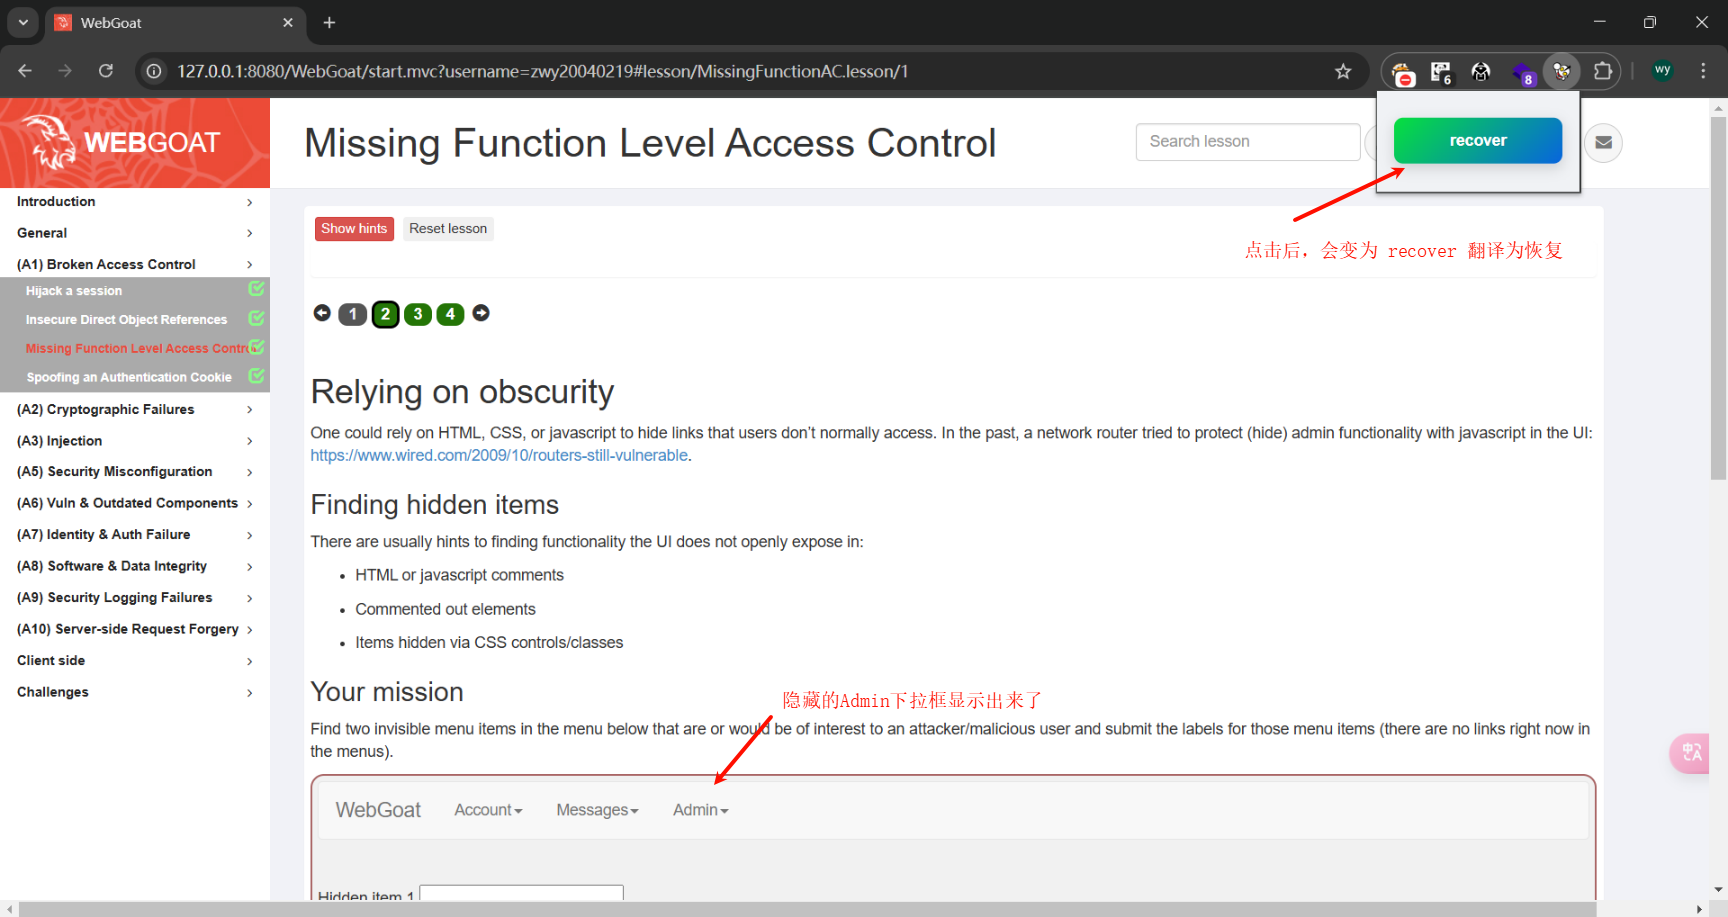 WebGoat
127.0.0.1:8080/WebGoat/start.mvc?username=zwy20040219#lesson/MissingFunctionAC.lesson/1
6
8
wy
WEBGOAT
Missing Function Level Access Control
Search lesson
recover
点击后，会变为 recover 翻译为恢复
Introduction
General
(A1) Broken Access Control
Hijack a session
Insecure Direct Object References
Missing Function Level Access Contro
Spoofing an Authentication Cookie
(A2) Cryptographic Failures
(A3) Injection
(A5) Security Misconfiguration
(A6) Vuln & Outdated Components
(A7) Identity & Auth Failure
(A8) Software & Data Integrity
(A9) Security Logging Failures
(A10) Server-side Request Forgery
Client side
Challenges
Show hints
Reset lesson
1 2 3 4
Relying on obscurity
One could rely on HTML, CSS, or javascript to hide links that users don’t normally access. In the past, a network router tried to protect (hide) admin functionality with javascript in the UI:
https://www.wired.com/2009/10/routers-still-vulnerable.
Finding hidden items
There are usually hints to finding functionality the UI does not openly expose in:
• HTML or javascript comments
• Commented out elements
• Items hidden via CSS controls/classes
Your mission
隐藏的Admin下拉框显示出来了
Find two invisible menu items in the menu below that are or would be of interest to an attacker/malicious user and submit the labels for those menu items (there are no links right now in
the menus).
WebGoat Account Messages Admin
Hidden item 1
中A